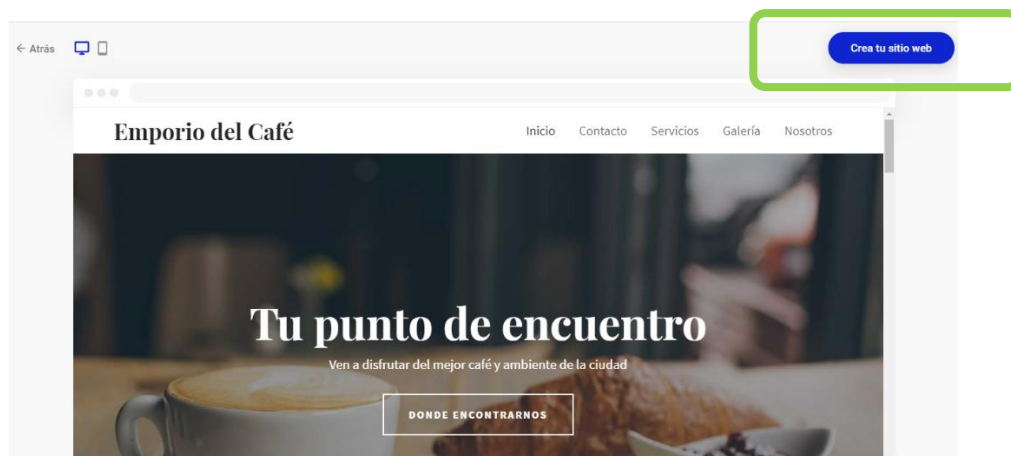 Atrás
Crea tu sitio web
Emporio del Café
Inicio Contacto Servicios Galería Nosotros
Tu punto de encuentro
Ven a disfrutar del mejor café y ambiente de la ciudad
DONDE ENCONTRARNOS